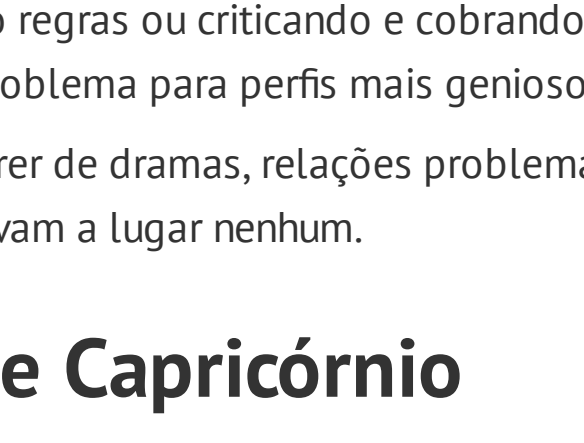 regras ou criticando e cobrando
oblema para perfis mais genioso
rer de dramas, relações problema
vam a lugar nenhum.
e Capricórnio